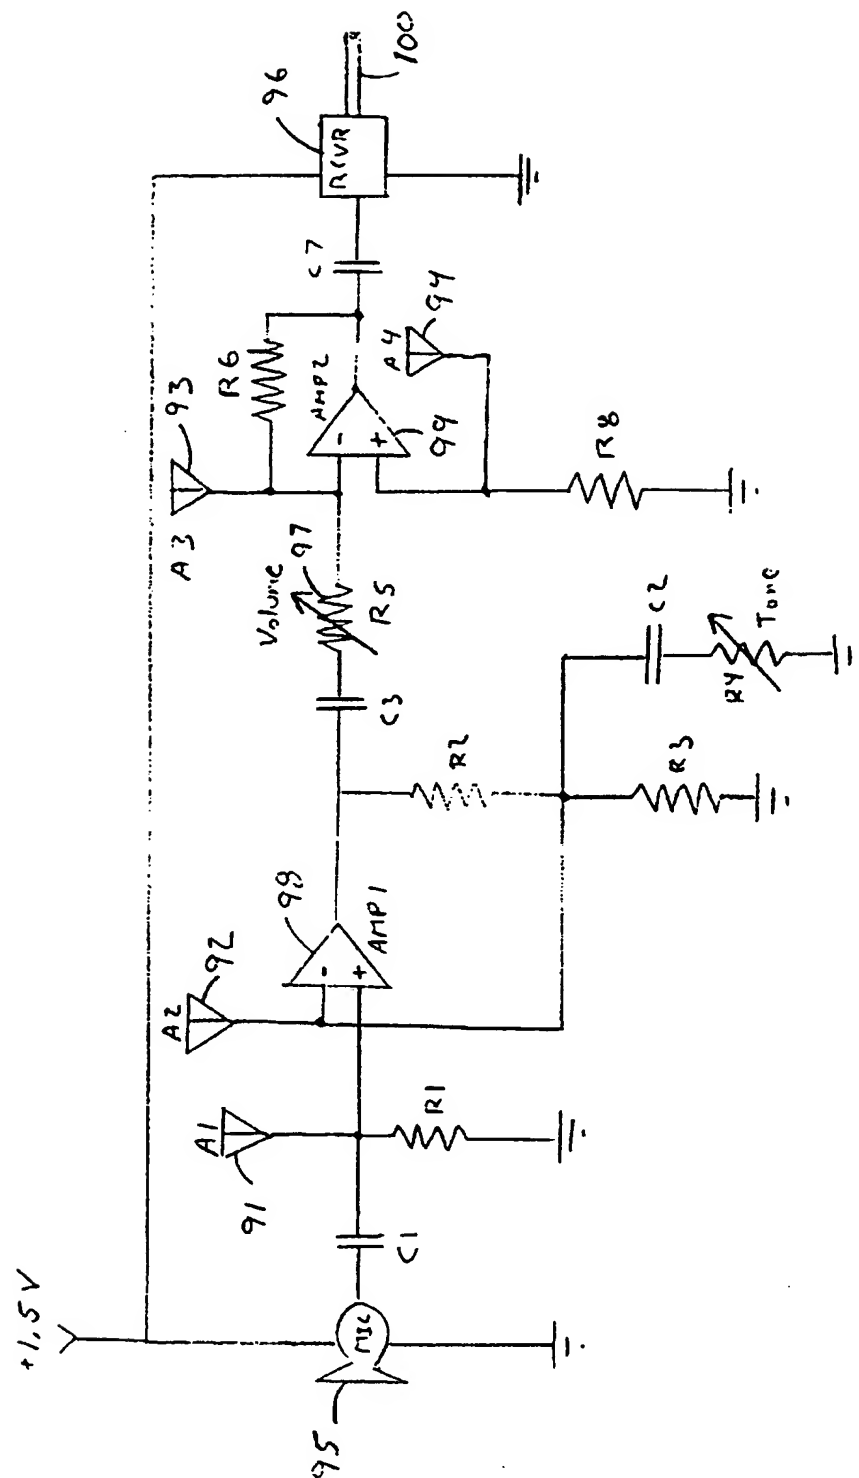 +1.5V
95
MIC
C1
91
A1
R1
A2
92
98
-
+
AMP1
R2
R3
C3
Volume
97
R5
C2
R4
Tone
A3
93
R6
AMP2
-
+
99
A4
94
R8
C7
96
RCVR
100